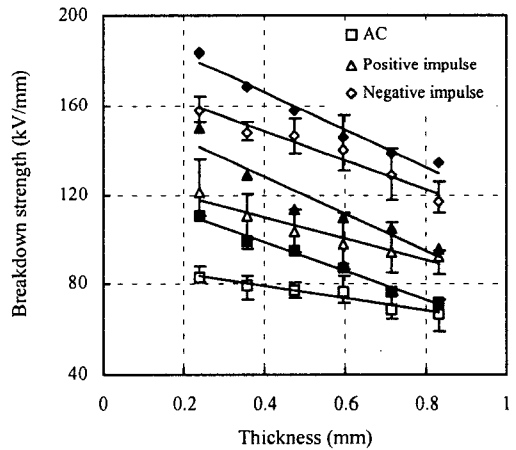 200
160
120
80
40
Breakdown strength (kV/mm)
AC
Positive impulse
Negative impulse
0 0.2 0.4 0.6 0.8 1
Thickness (mm)